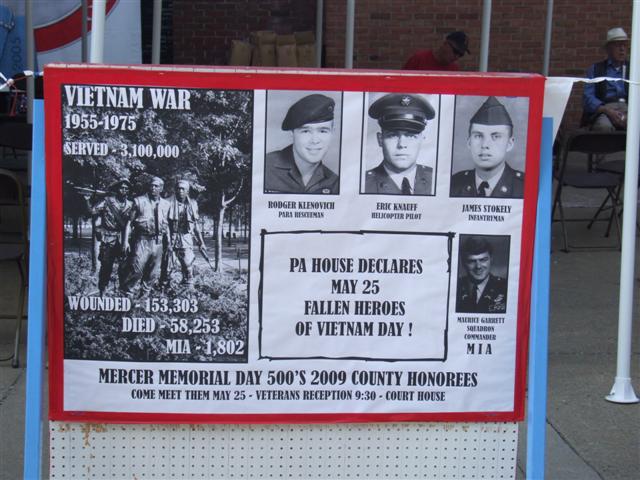 VIETNAM WAR
1955-1975
SERVED - 3,100,000
WOUNDED - 153,303
DIED - 58,253
MIA - 1,802
RODGER KLENOVICH
PARA RESCUEMAN
ERIC KNAUFF
HELICOPTER PILOT
JAMES STOKELY
INFANTRYMAN
PA HOUSE DECLARES
MAY 25
FALLEN HEROES
OF VIETNAM DAY !
MAURICE GARRETT
SQUADRON
COMMANDER
M I A
MERCER MEMORIAL DAY 500'S 2009 COUNTY HONOREES
COME MEET THEM MAY 25 - VETERANS RECEPTION 9:30 - COURT HOUSE